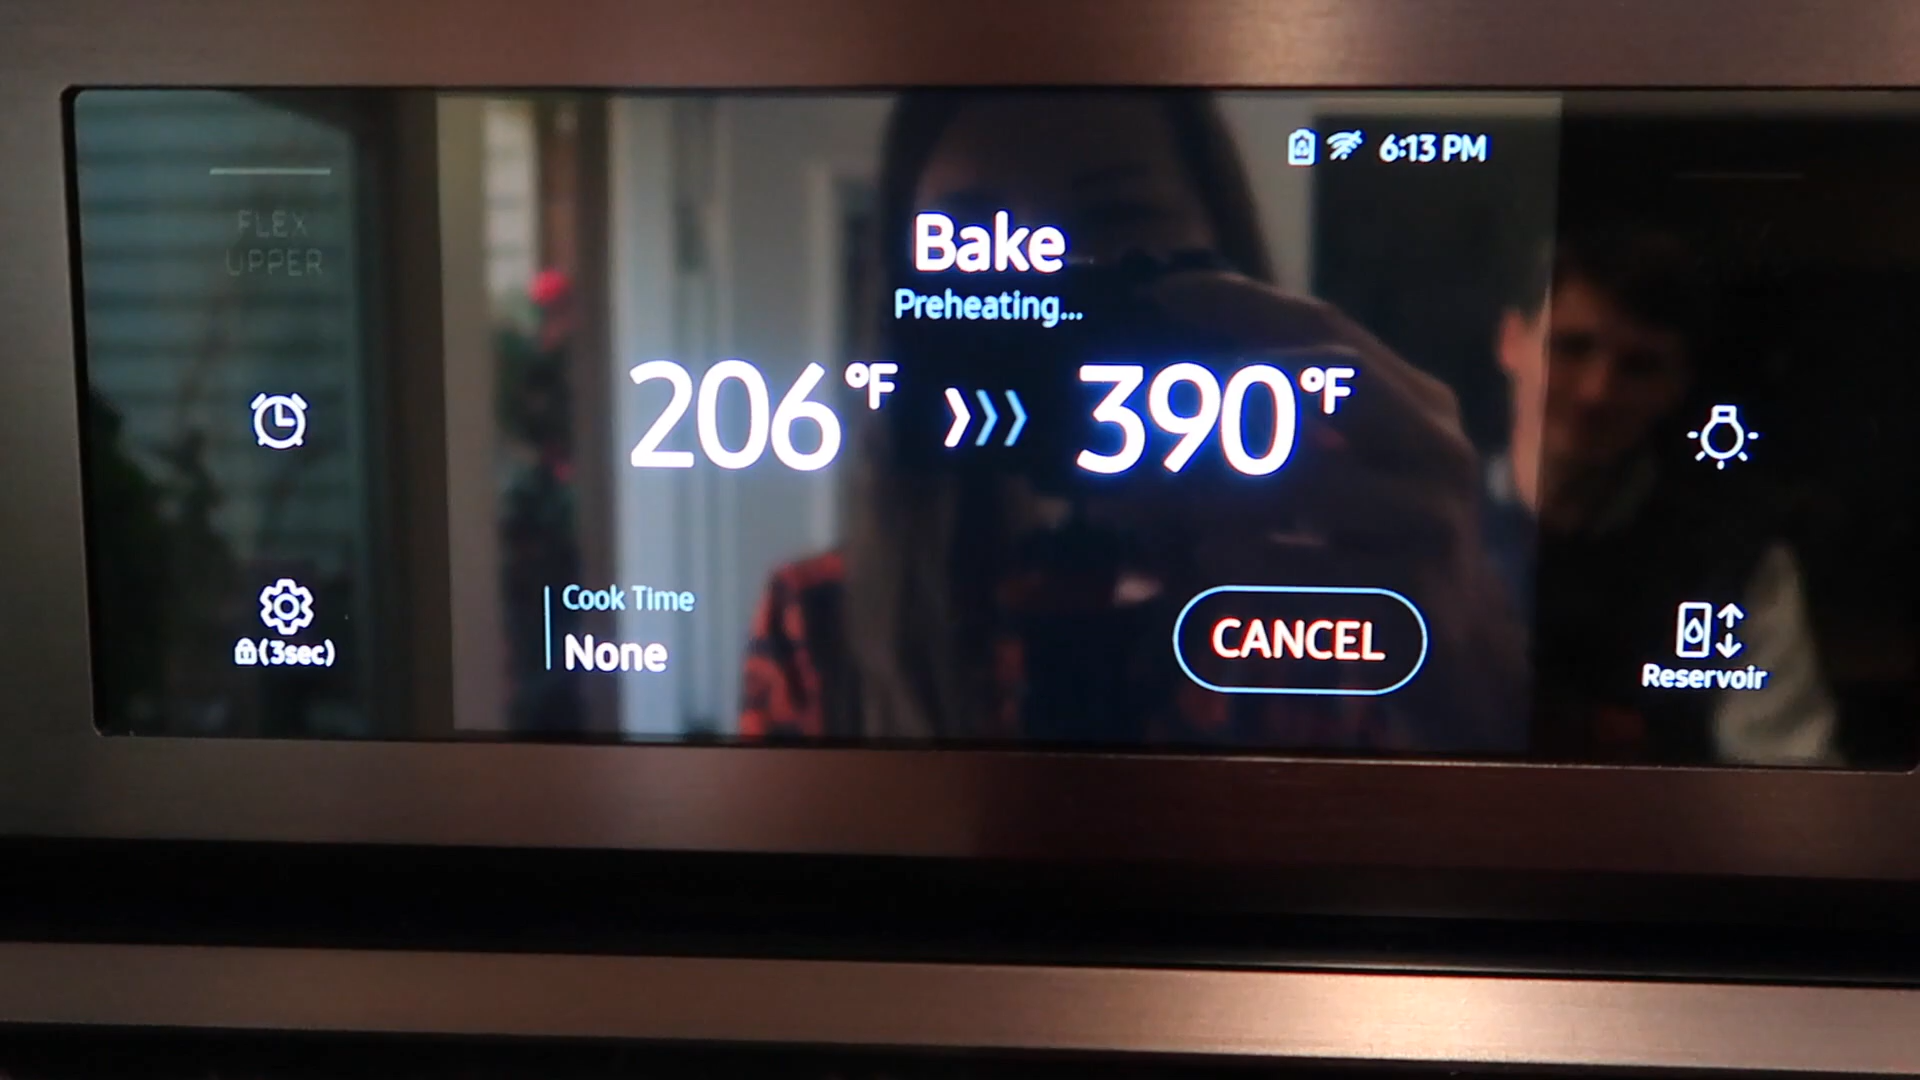 6:13 PM
FLEX
UPPER
Bake
Preheating...
206°F 390°F
Cook Time
None
CANCEL
(3sec)
Reservoir